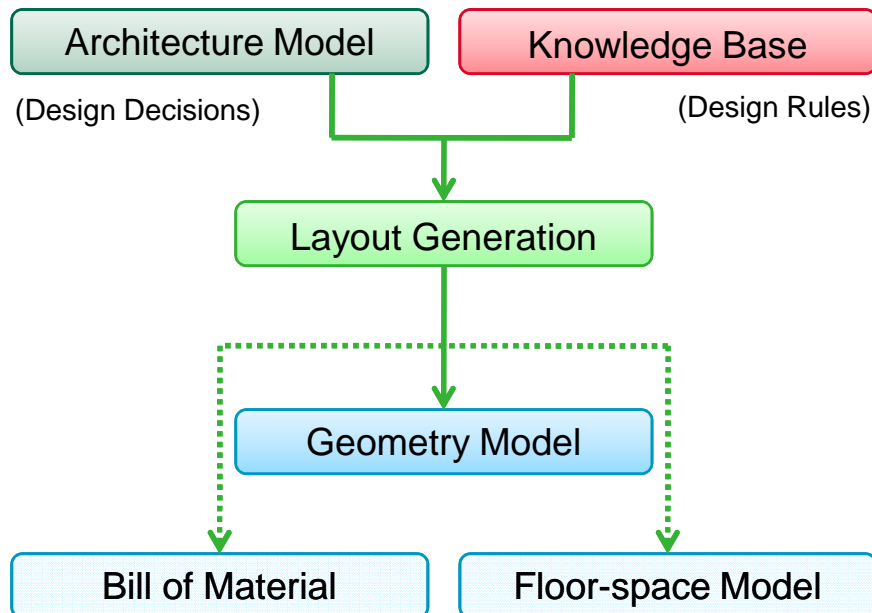 Architecture Model
Knowledge Base
(Design Decisions)
(Design Rules)
Layout Generation
Geometry Model
Bill of Material
Floor-space Model